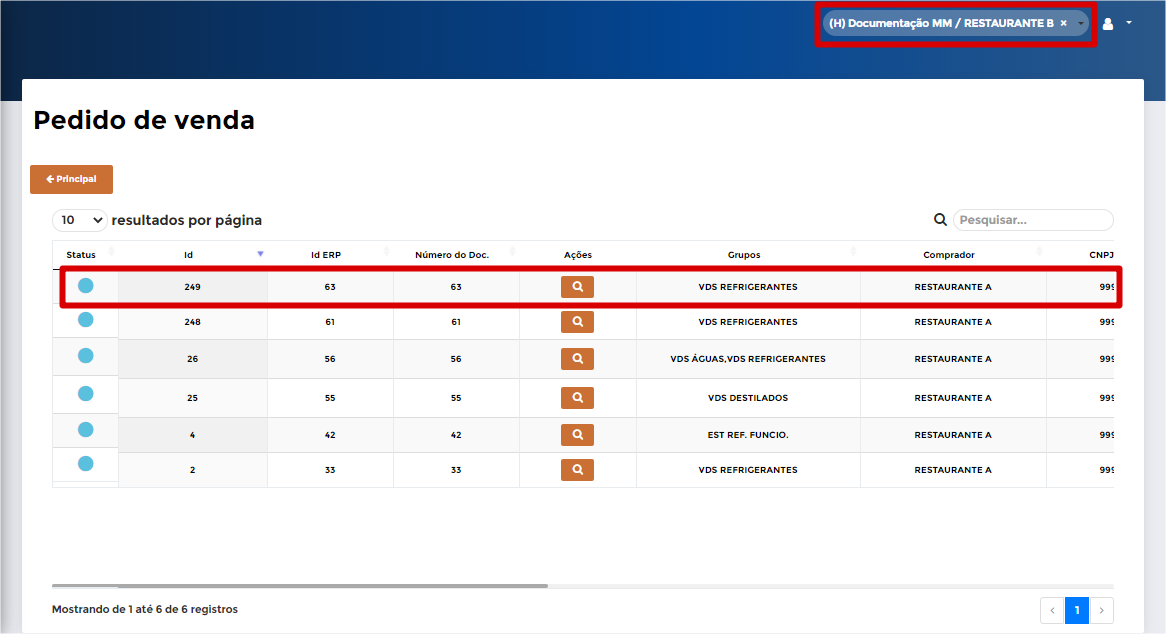 (H) Documentação MM / RESTAURANTE B ×
Pedido de venda
Principal
10 resultados por página
Pesquisar...
Status Id Id ERP Número do Doc. Ações Grupos Comprador CNPJ
249 63 63 VDS REFRIGERANTES RESTAURANTE A 999
248 61 61 VDS REFRIGERANTES RESTAURANTE A 999
26 56 56 VDS ÁGUAS,VDS REFRIGERANTES RESTAURANTE A 999
25 55 55 VDS DESTILADOS RESTAURANTE A 999
4 42 42 EST REF. FUNCIO. RESTAURANTE A 999
2 33 33 VDS REFRIGERANTES RESTAURANTE A 999
Mostrando de 1 até 6 de 6 registros
‹ 1 ›